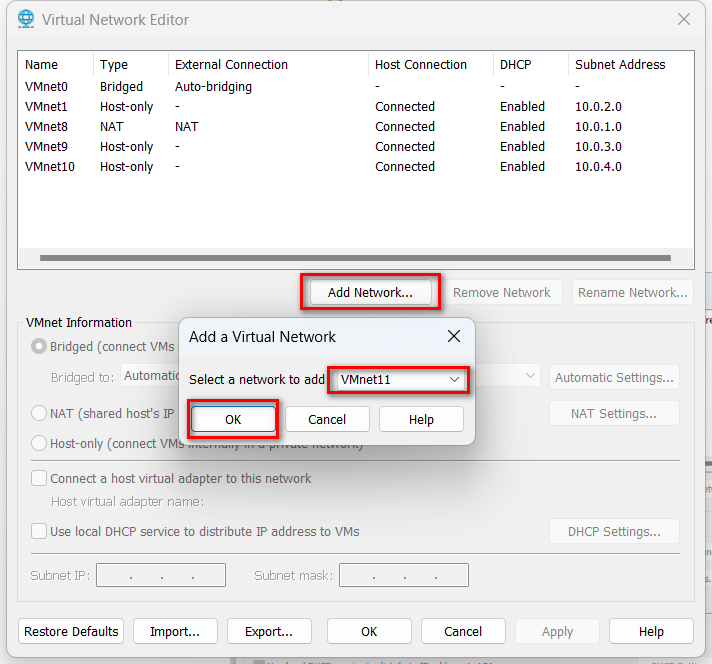 Virtual Network Editor
Name Type External Connection Host Connection DHCP Subnet Address
VMnet0 Bridged Auto-bridging - - -
VMnet1 Host-only - Connected Enabled 10.0.2.0
VMnet8 NAT NAT Connected Enabled 10.0.1.0
VMnet9 Host-only - Connected Enabled 10.0.3.0
VMnet10 Host-only - Connected Enabled 10.0.4.0
Add Network... Remove Network Rename Network...
VMnet Information
Add a Virtual Network
Bridged (connect VMs
Bridged to: Automatic Settings...
Select a network to add: VMnet11
NAT (shared host's IP NAT Settings...
OK Cancel Help
Host-only (connect VMs internally in a private network)
Connect a host virtual adapter to this network
Host virtual adapter name:
Use local DHCP service to distribute IP address to VMs DHCP Settings...
Subnet IP: . . . Subnet mask: . . .
Restore Defaults Import... Export... OK Cancel Apply Help